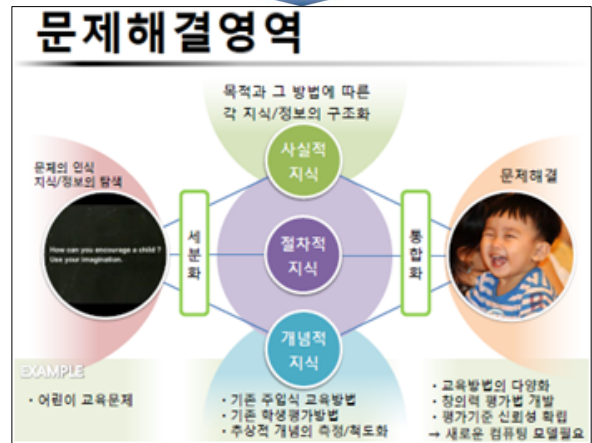 문제해결영역
목적과 그 방법에 따른
각 지식/정보의 구조화
문제의 인식
지식/정보의 탐색
How can you encourage a child ?
Use your imagination.
세분화
사실적
지식
절차적
지식
개념적
지식
통합화
문제해결
EXAMPLE
• 어린이 교육문제
• 기존 주입식 교육방법
• 기존 학생평가방법
• 추상적 개념의 측정/척도화
• 교육방법의 다양화
• 창의력 평가법 개발
• 평가기준 신뢰성 확립
→ 새로운 컴퓨팅 모델필요